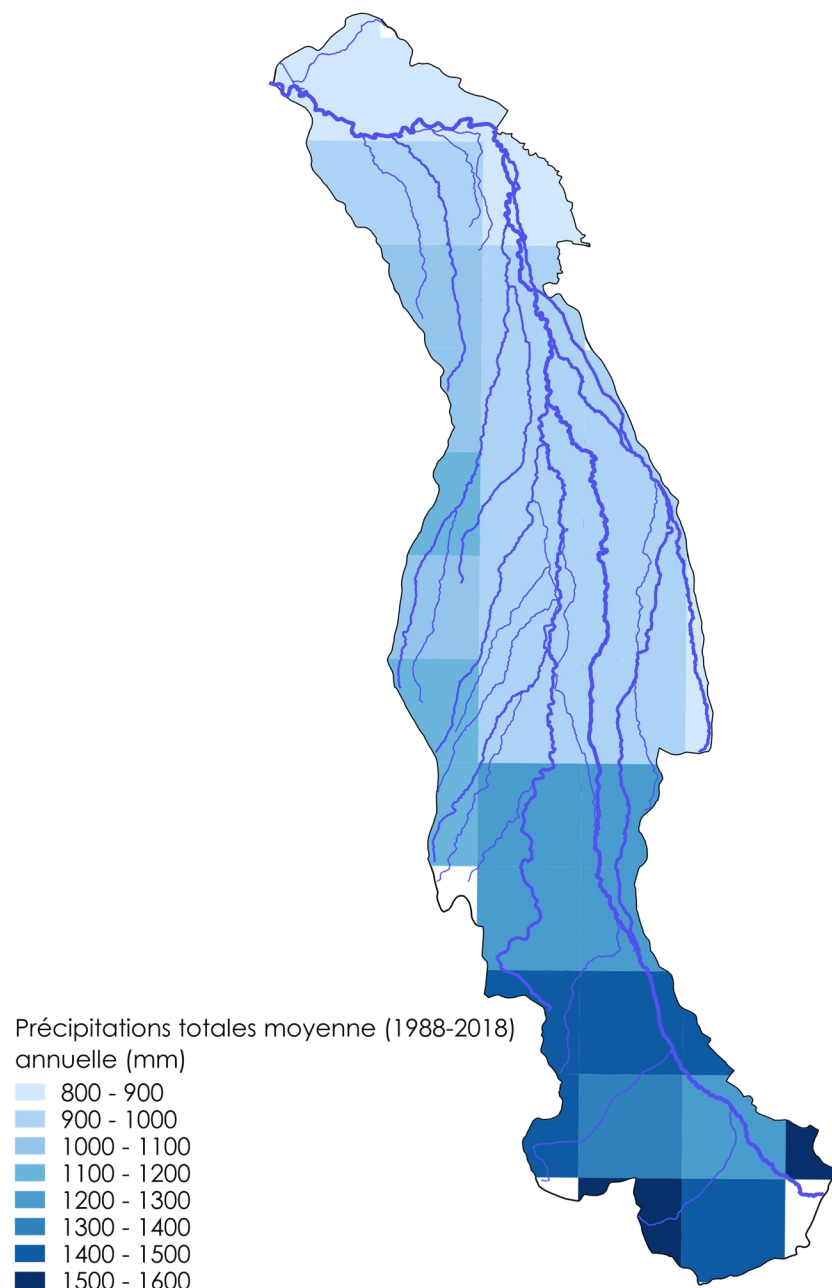 Précipitations totales moyenne (1988-2018)
annuelle (mm)
800 - 900
900 - 1000
1000 - 1100
1100 - 1200
1200 - 1300
1300 - 1400
1400 - 1500
1500 - 1600